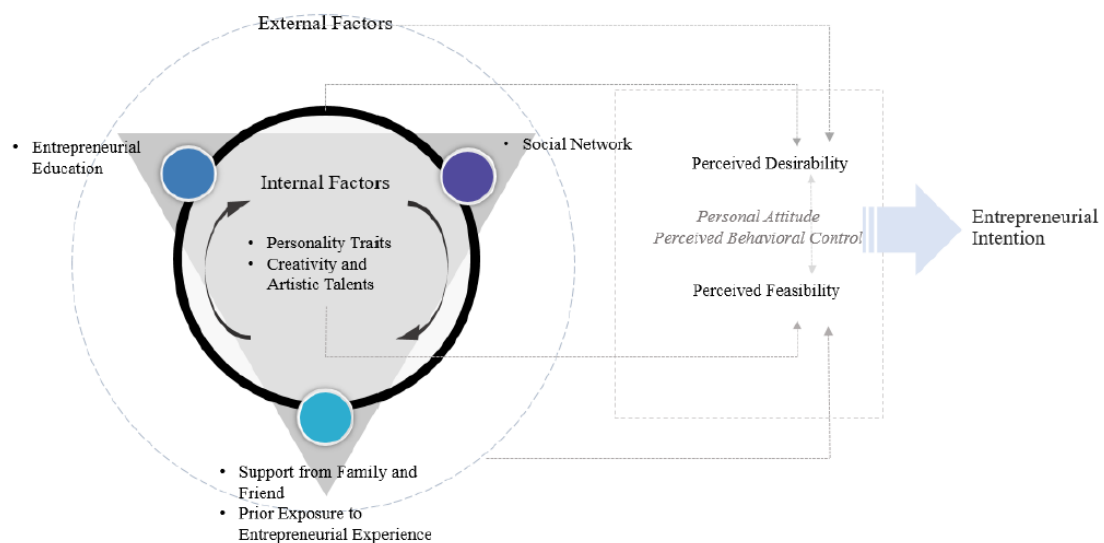 External Factors
• Entrepreneurial
Education
• Social Network
Internal Factors
• Personality Traits
• Creativity and
Artistic Talents
• Support from Family and
Friend
• Prior Exposure to
Entrepreneurial Experience
Perceived Desirability
Personal Attitude
Perceived Behavioral Control
Perceived Feasibility
Entrepreneurial
Intention